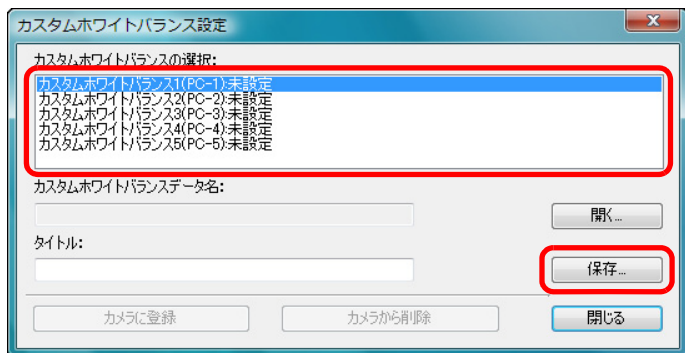 カスタムホワイトバランス設定
カスタムホワイトバランスの選択:
カスタムホワイトバランス1(PC-1):未設定
カスタムホワイトバランス2(PC-2):未設定
カスタムホワイトバランス3(PC-3):未設定
カスタムホワイトバランス4(PC-4):未設定
カスタムホワイトバランス5(PC-5):未設定
カスタムホワイトバランスデータ名:
開く...
タイトル:
保存...
カメラに登録
カメラから削除
閉じる